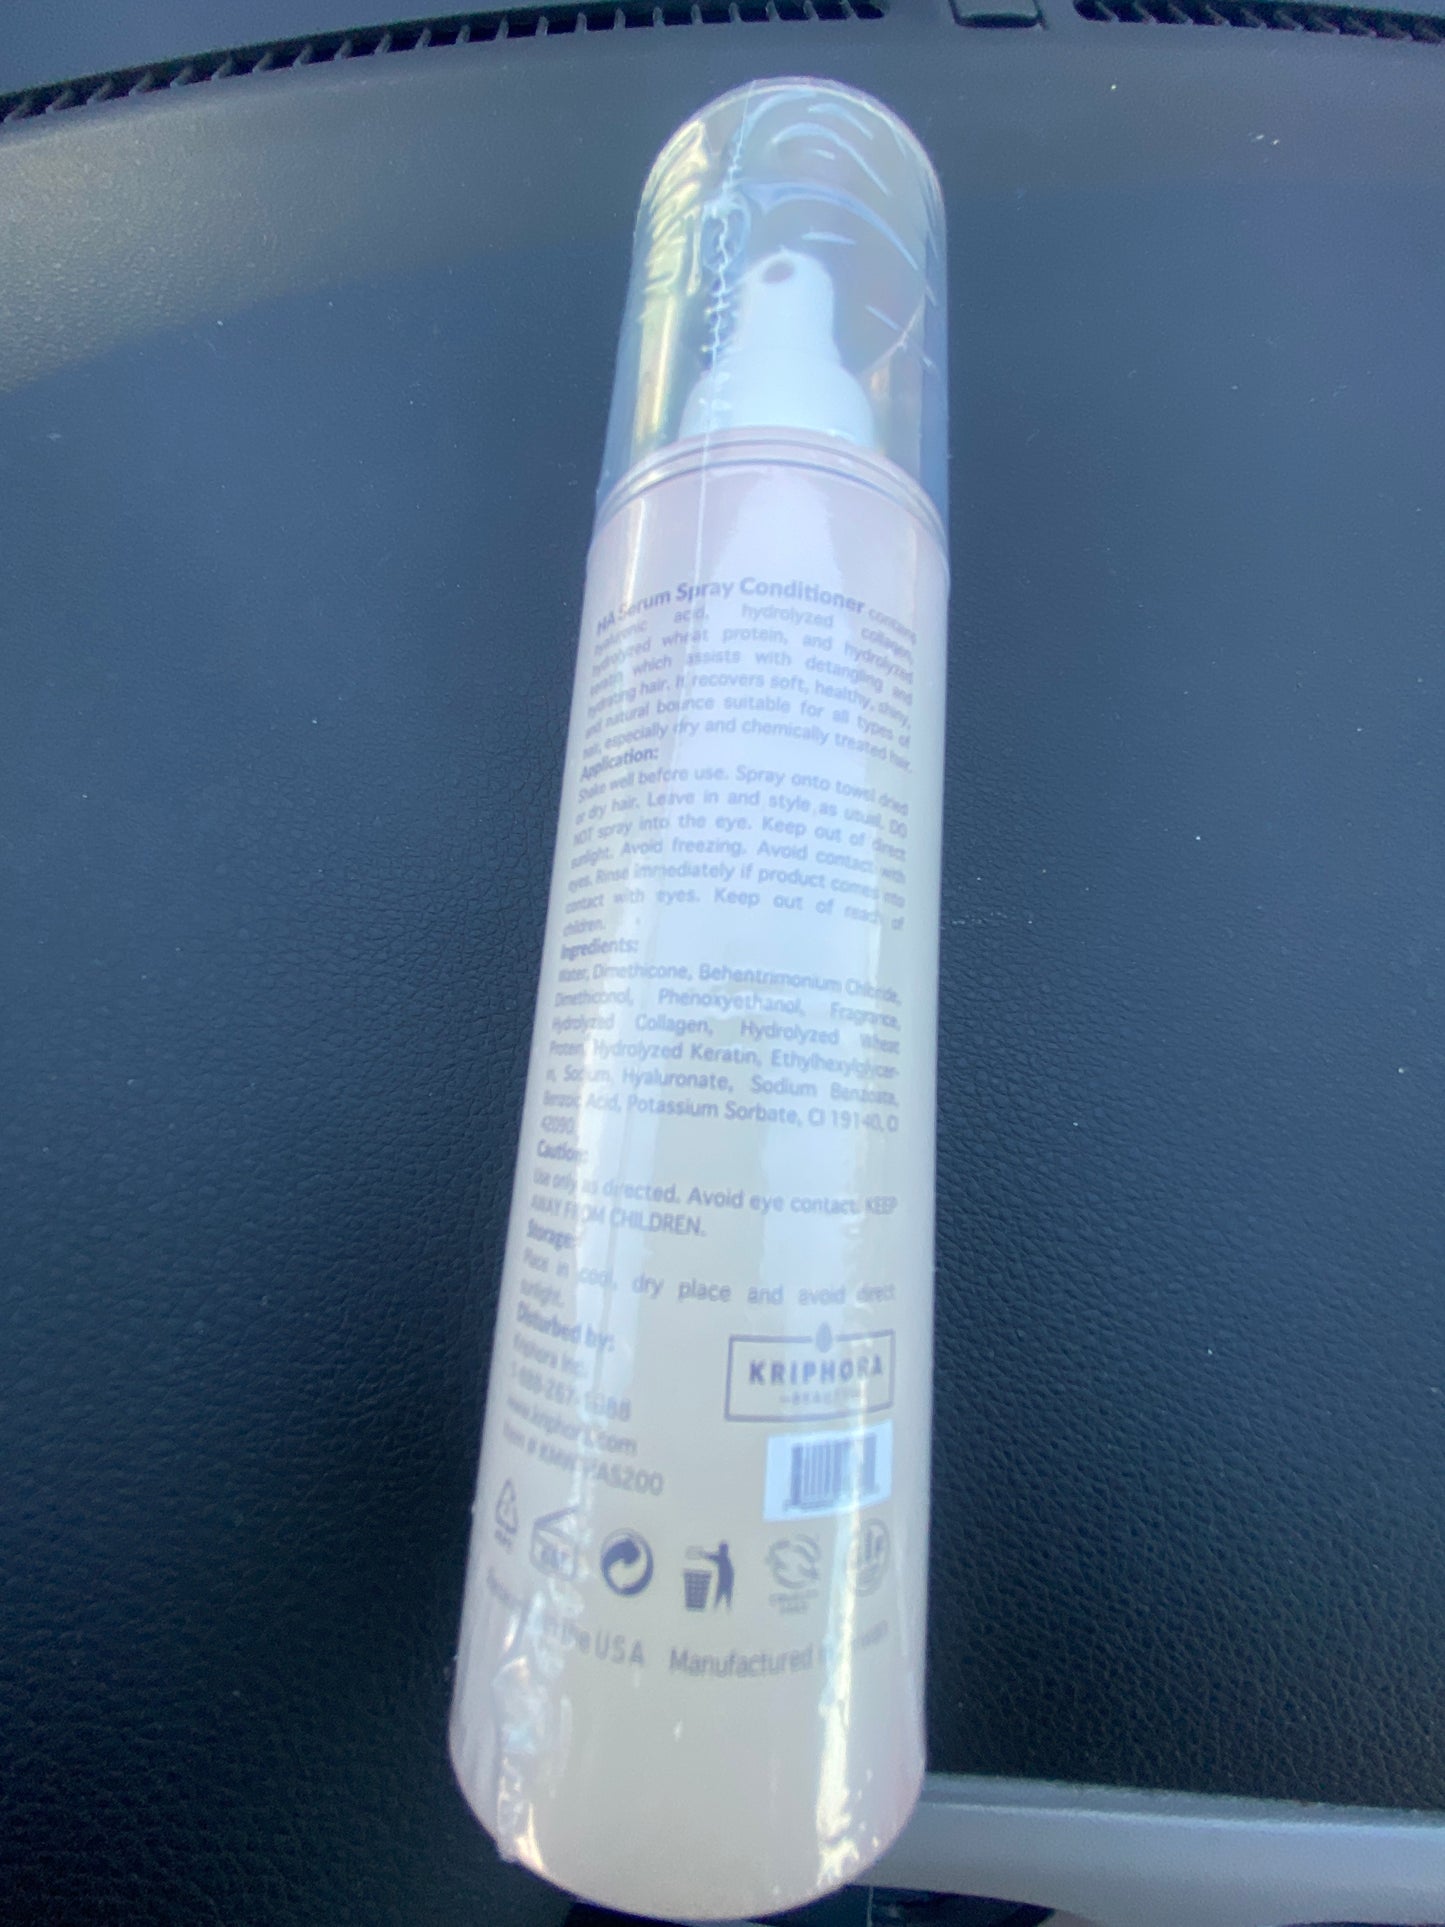 HA Serum Spray Conditioner contains
hyaluronic acid, hydrolyzed collagen,
hydrolyzed wheat protein, and hydrolyzed
keratin which assists with detangling and
hydrating hair. It recovers soft, healthy, shiny,
and natural bounce suitable for all types of
hair, especially dry and chemically treated hair.
Application:
Shake well before use. Spray onto towel dried
or dry hair. Leave in and style as usual. DO
NOT spray into the eye. Keep out of direct
sunlight. Avoid freezing. Avoid contact with
eyes. Rinse immediately if product comes into
contact with eyes. Keep out of reach of
children.
Ingredients:
Water, Dimethicone, Behentrimonium Chloride,
Dimethiconol, Phenoxyethanol, Fragrance,
Hydrolyzed Collagen, Hydrolyzed Wheat
Protein, Hydrolyzed Keratin, Ethylhexylglycer-
n, Sodium, Hyaluronate, Sodium Benzoate,
Benzoic Acid, Potassium Sorbate, CI 19140, CI
42090.
Caution:
Use only as directed. Avoid eye contact. KEEP
AWAY FROM CHILDREN.
Storage:
Place in cool, dry place and avoid direct
sunlight.
Disturbed by:
Kriphora Inc.
www.kriphora.com
Item #
KRIPHORA
BEAUTY
in the USA Manufactured